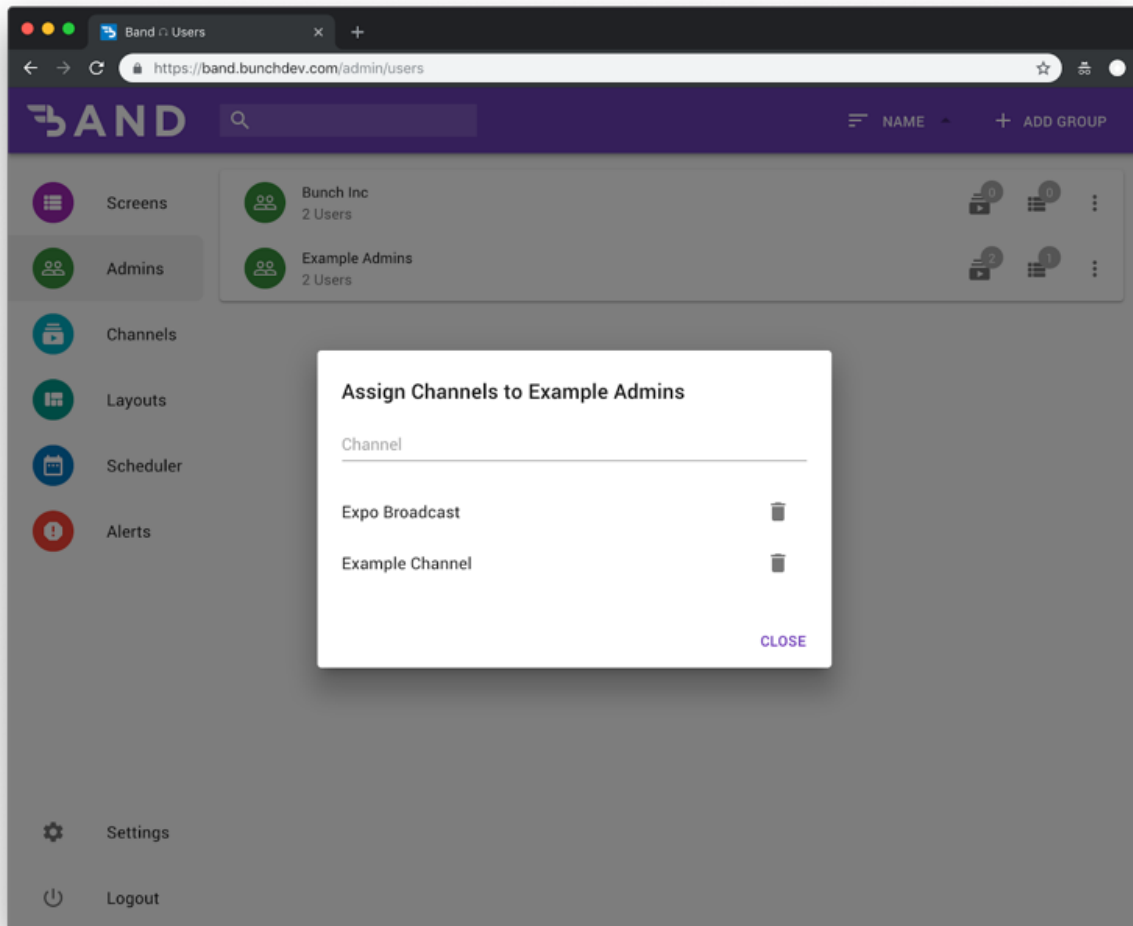 Band ∩ Users
https://band.bunchdev.com/admin/users
BAND
NAME
ADD GROUP
Screens
Admins
Channels
Layouts
Scheduler
Alerts
Settings
Logout
Bunch Inc
2 Users
0
0
Example Admins
2 Users
2
1
Assign Channels to Example Admins
Channel
Expo Broadcast
Example Channel
CLOSE